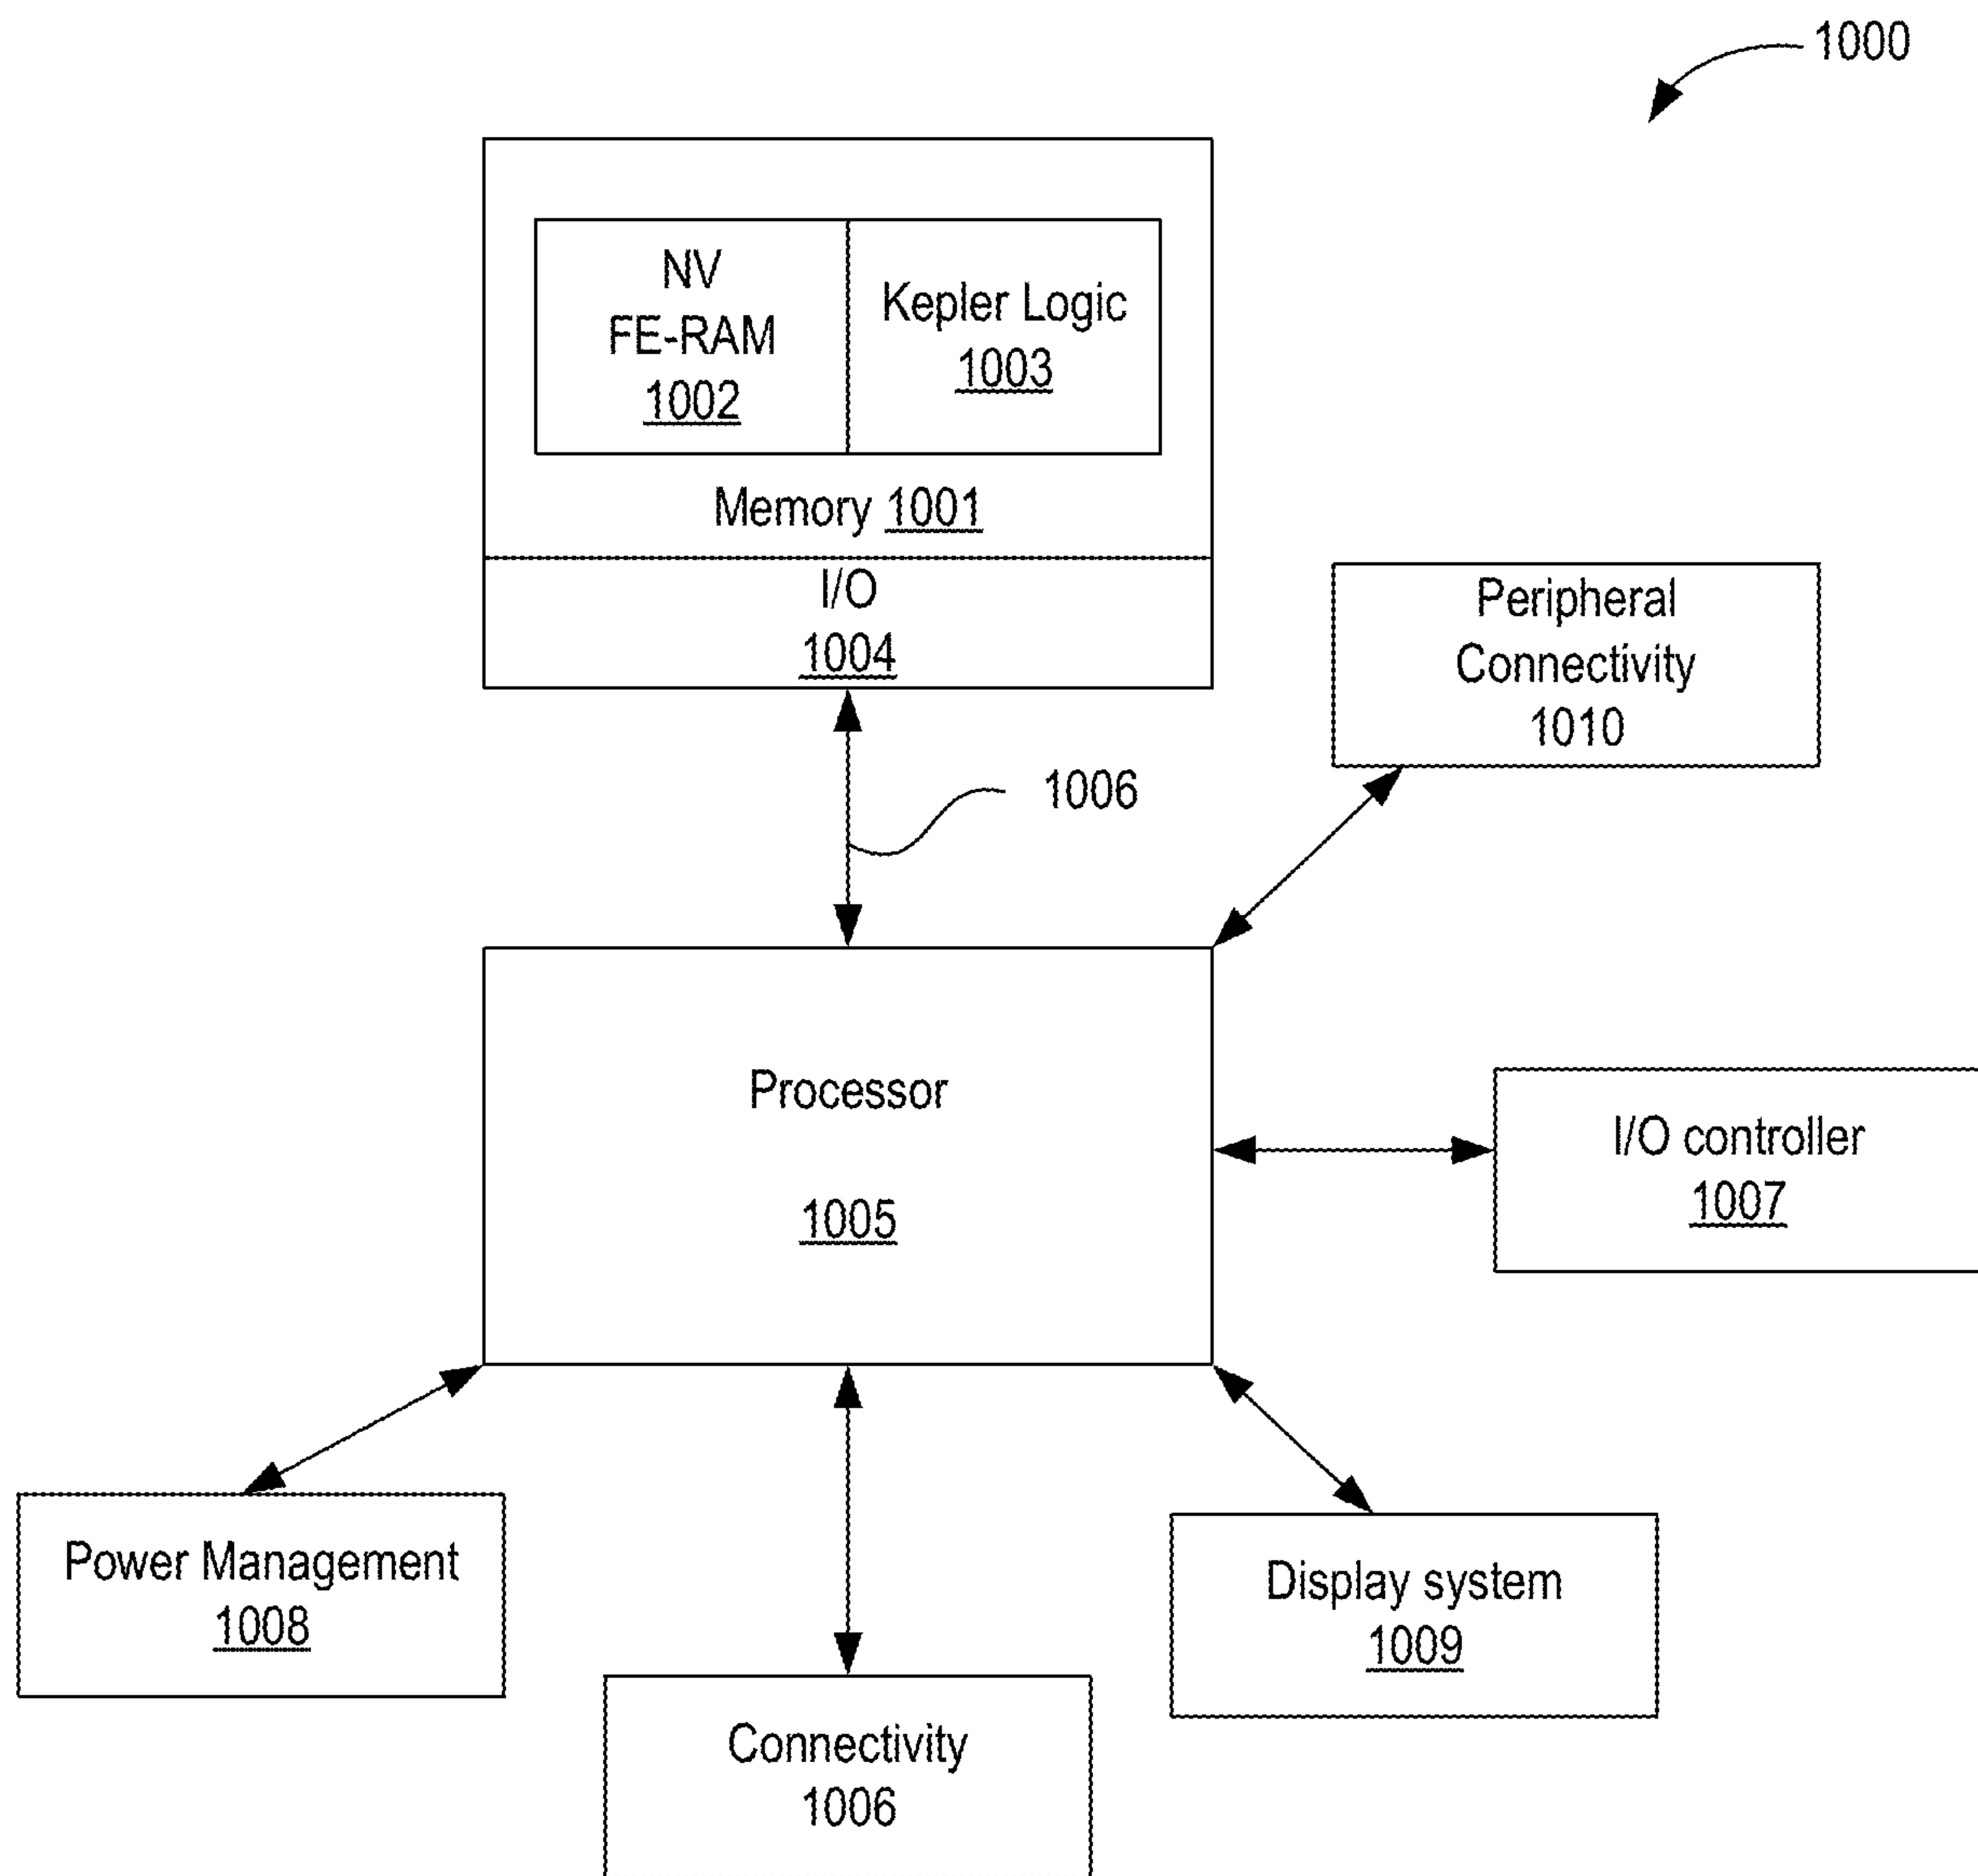 1000
NV
FE-RAM
1002
Kepler Logic
1003
Memory 1001
I/O
1004
Peripheral
Connectivity
1010
1006
Processor
1005
I/O controller
1007
Power Management
1008
Display system
1009
Connectivity
1006